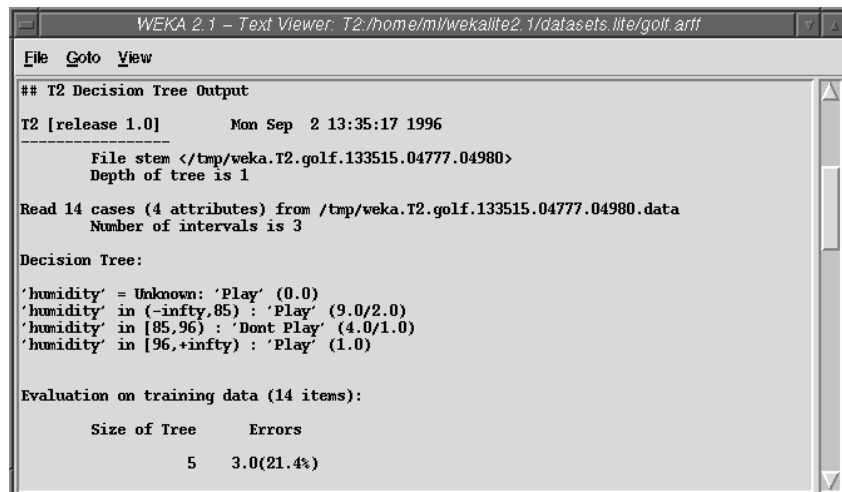 WEKA 2.1 – Text Viewer: T2:/home/ml/wekalite2.1/datasets.lite/golf.arff
File Goto View
## T2 Decision Tree Output
T2 [release 1.0] Mon Sep 2 13:35:17 1996
-----------------
File stem </tmp/weka.T2.golf.133515.04777.04980>
Depth of tree is 1
Read 14 cases (4 attributes) from /tmp/weka.T2.golf.133515.04777.04980.data
Number of intervals is 3
Decision Tree:
'humidity' = Unknown: 'Play' (0.0)
'humidity' in (-infty,85) : 'Play' (9.0/2.0)
'humidity' in [85,96) : 'Dont Play' (4.0/1.0)
'humidity' in [96,+infty) : 'Play' (1.0)
Evaluation on training data (14 items):
Size of Tree Errors
5 3.0(21.4%)